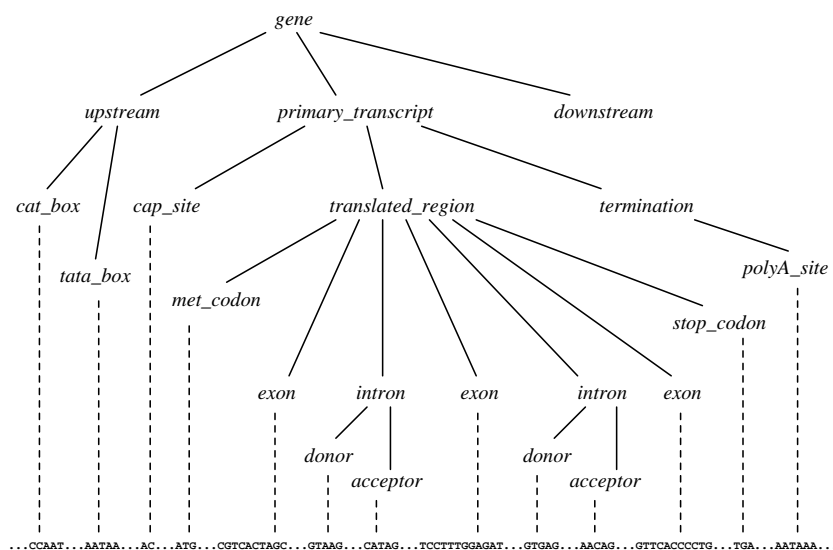 gene
upstream primary_transcript downstream
cat_box cap_site translated_region termination
tata_box met_codon polyA_site
stop_codon
exon intron exon intron exon
donor donor
acceptor acceptor
...CCAAT...AATAA...AC...ATG...CGTCACTAGC...GTAAG...CATAG...TCCTTTGGAGAT...GTGAG...AACAG...GTTCACCCCTG...TGA...AATAAA..